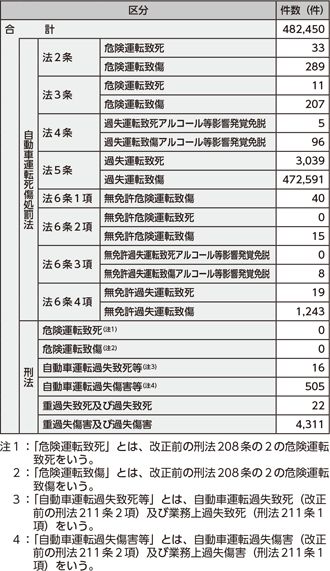 区分 件数（件）
合計 482,450
自動車運転死傷処罰法
法２条 危険運転致死 33
危険運転致傷 289
法３条 危険運転致死 11
危険運転致傷 207
法４条 過失運転致死アルコール等影響発覚免脱 5
過失運転致傷アルコール等影響発覚免脱 96
法５条 過失運転致死 3,039
過失運転致傷 472,591
法６条１項 無免許危険運転致傷 40
法６条２項 無免許危険運転致死 0
無免許危険運転致傷 15
法６条３項 無免許過失運転致死アルコール等影響発覚免脱 0
無免許過失運転致傷アルコール等影響発覚免脱 8
法６条４項 無免許過失運転致死 19
無免許過失運転致傷 1,243
刑法
危険運転致死(注1) 0
危険運転致傷(注2) 0
自動車運転過失致死等(注3) 16
自動車運転過失傷害等(注4) 505
重過失致死及び過失致死 22
重過失傷害及び過失傷害 4,311
注１：「危険運転致死」とは、改正前の刑法208条の２の危険運転
致死をいう。
２：「危険運転致傷」とは、改正前の刑法208条の２の危険運転
致傷をいう。
３：「自動車運転過失致死等」とは、自動車運転過失致死（改正
前の刑法211条２項）及び業務上過失致死（刑法211条１
項）をいう。
４：「自動車運転過失傷害等」とは、自動車運転過失傷害（改正
前の刑法211条２項）及び業務上過失傷害（刑法211条１
項）をいう。